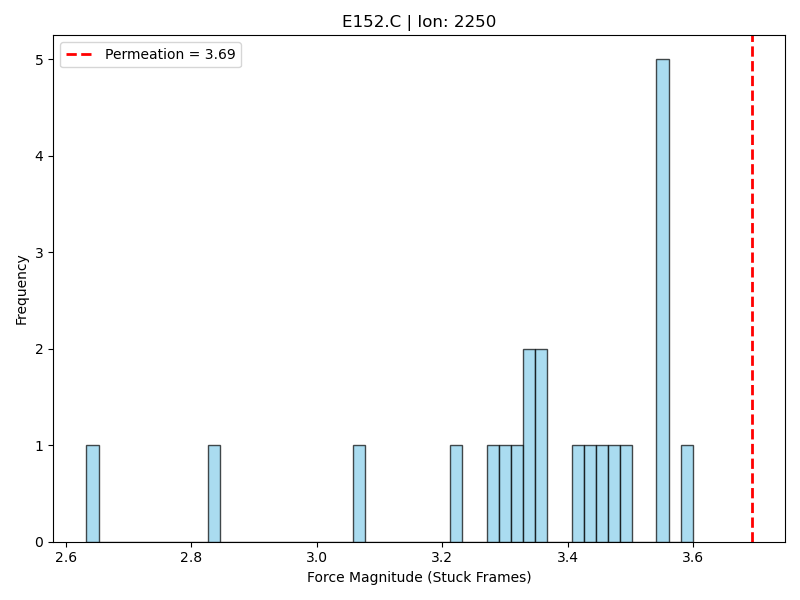 E152.C | Ion: 2250
Permeation = 3.69
Frequency
5
4
3
2
1
0
2.6 2.8 3.0 3.2 3.4 3.6
Force Magnitude (Stuck Frames)